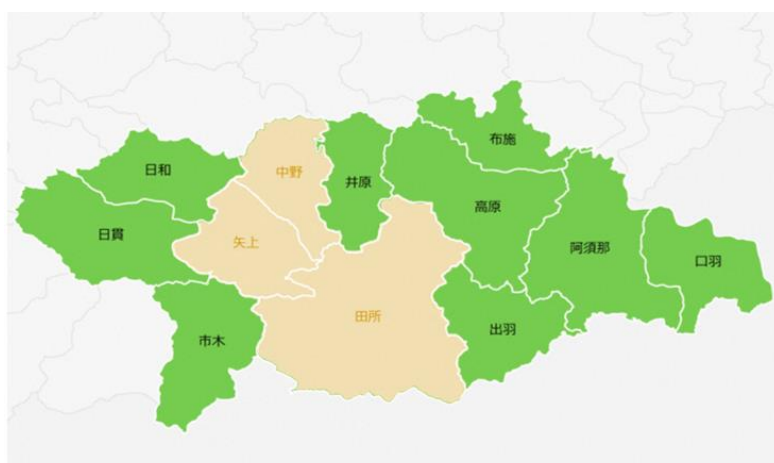 布施
日和
中野
井原
高原
日貫
矢上
阿須那
口羽
田所
出羽
市木